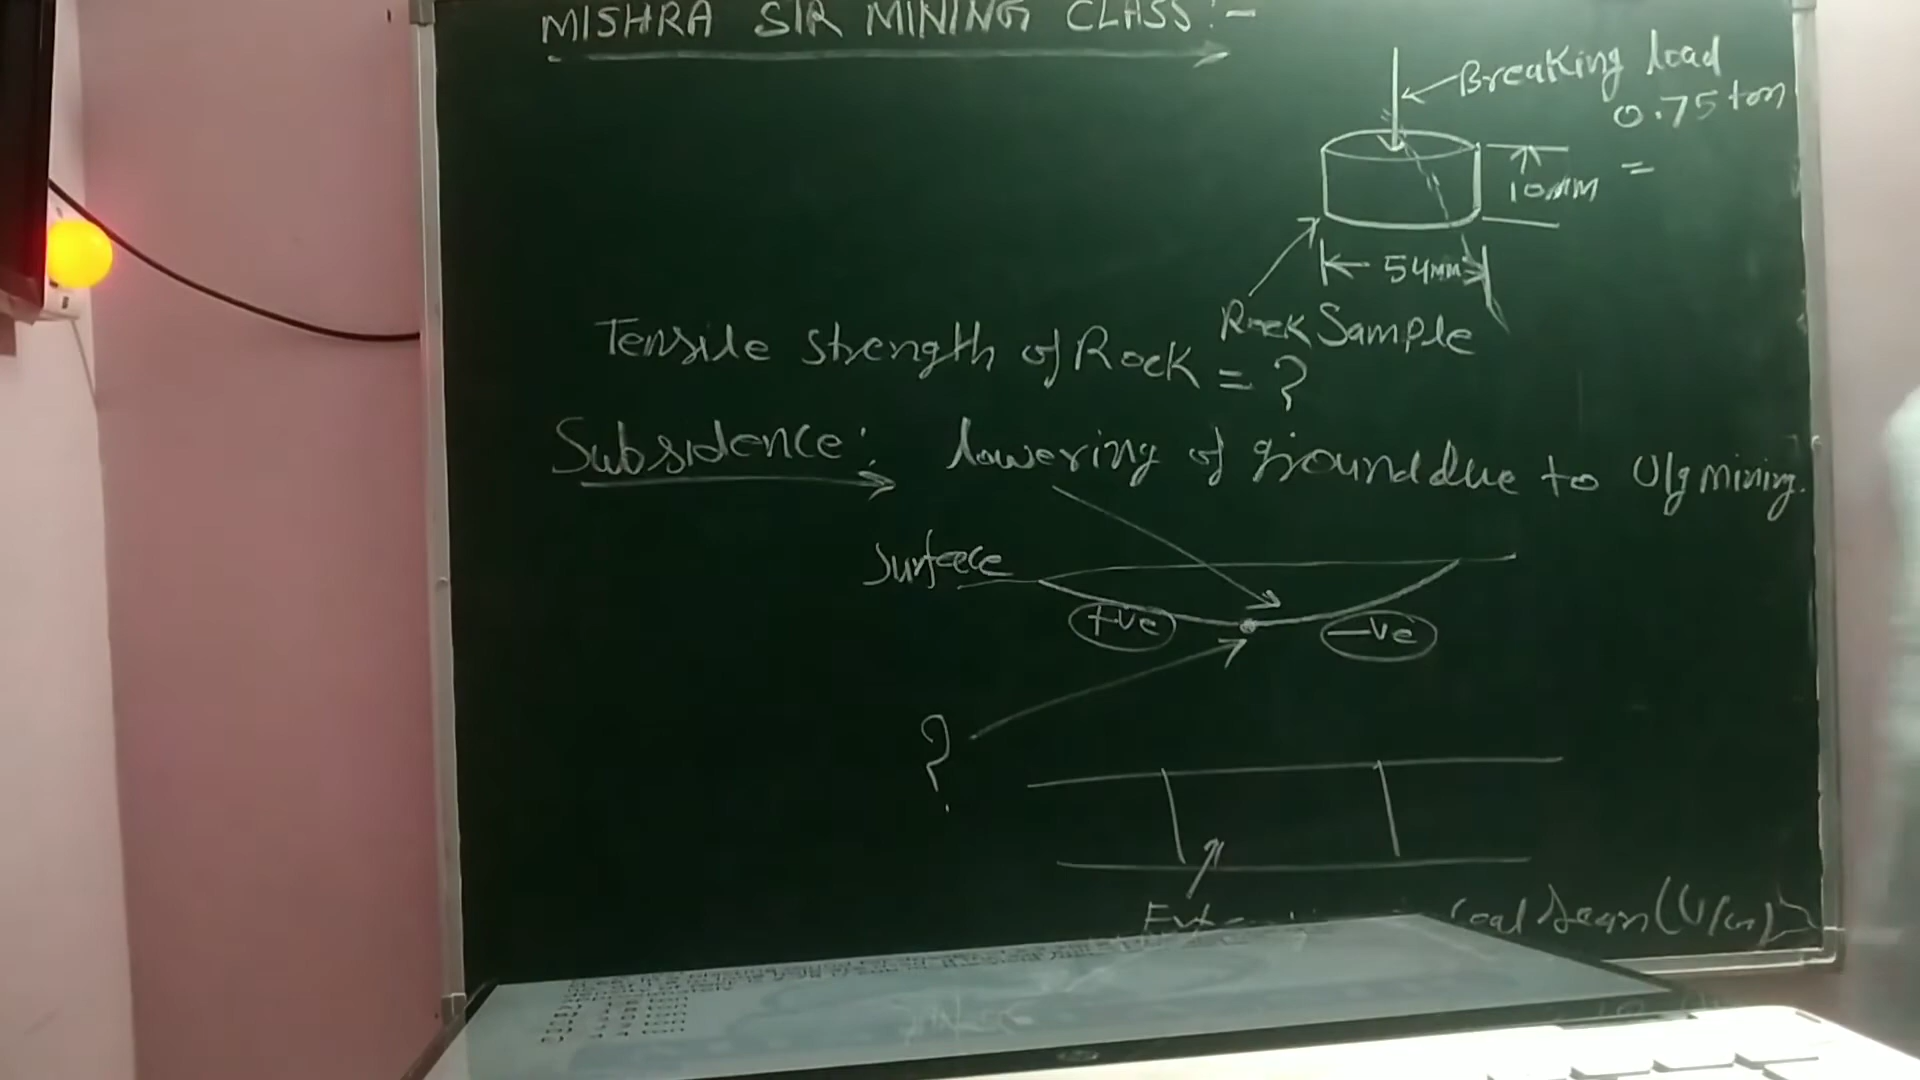 MISHRA SIR MINING CLASS:-
Breaking load
0.75 ton
=
10mm
54mm
Rock Sample
Tensile strength of Rock = ?
Subsidence: lowering of ground due to U/g mining.
Surface
+ve
-ve
?
Coal Seam